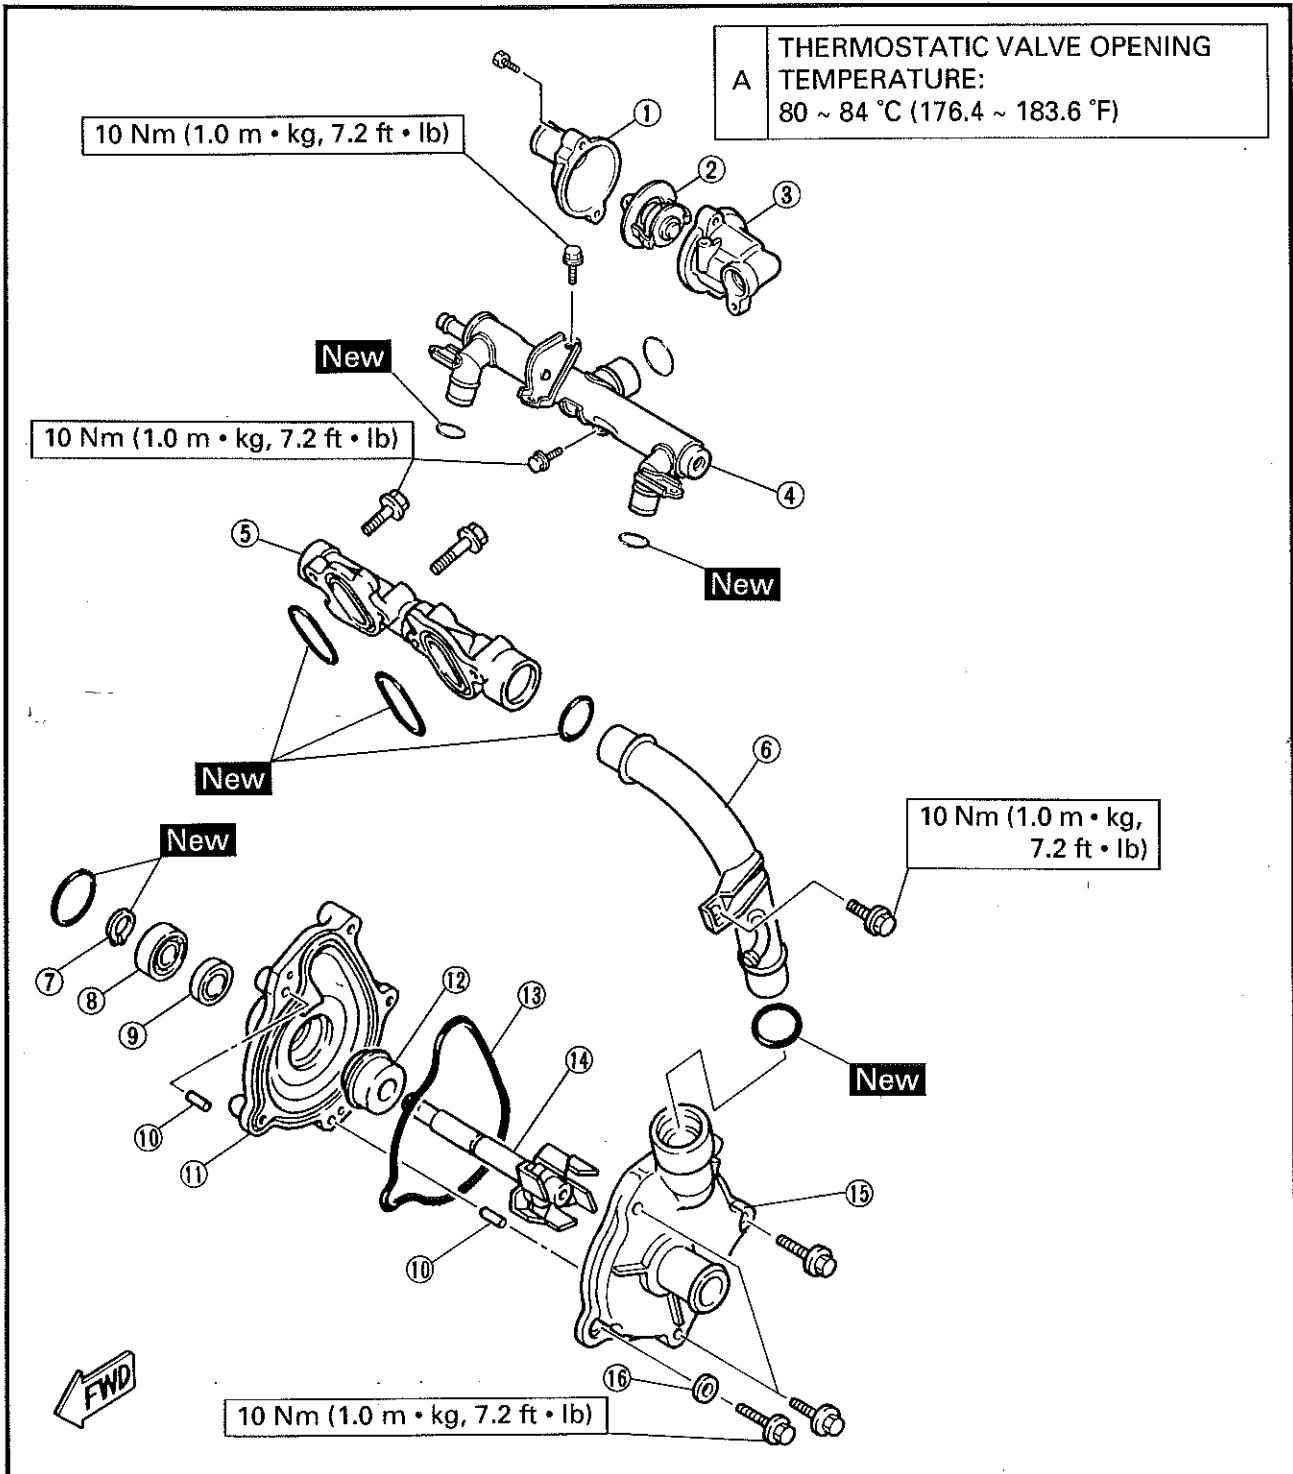 A
THERMOSTATIC VALVE OPENING
TEMPERATURE:
80 ~ 84 °C (176.4 ~ 183.6 °F)
①
10 Nm (1.0 m • kg, 7.2 ft • lb)
②
③
New
10 Nm (1.0 m • kg, 7.2 ft • lb)
④
⑤
New
⑥
New
10 Nm (1.0 m • kg,
7.2 ft • lb)
New
⑦
⑧
⑨
⑫
⑬
⑭
New
⑩
⑪
⑮
⑩
⑯
FWD
10 Nm (1.0 m • kg, 7.2 ft • lb)